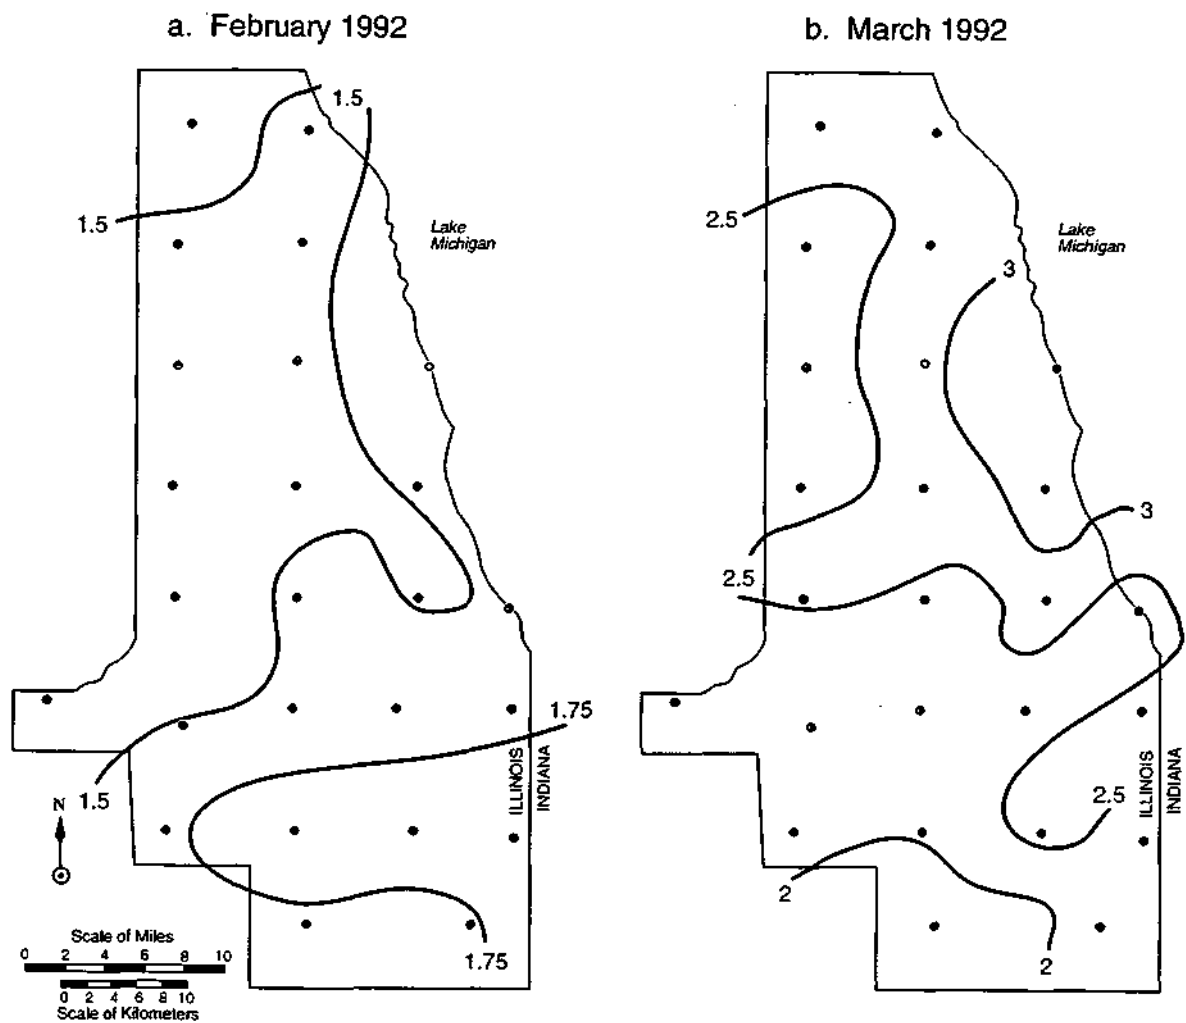 a. February 1992
1.5
1.5
Lake
Michigan
1.75
ILLINOIS
INDIANA
1.5
N
1.75
Scale of Miles
0 2 4 6 8 10
0 2 4 6 8 10
Scale of Kilometers
b. March 1992
2.5
Lake
Michigan
3
3
2.5
ILLINOIS
INDIANA
2.5
2
2